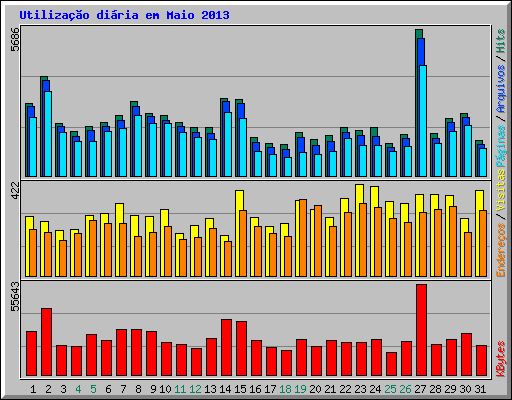 Utilização diária em Maio 2013
5686
422
55643
Endereços / Visitas Páginas / Arquivos / Hits
KBytes
1 2 3 4 5 6 7 8 9 10 11 12 13 14 15 16 17 18 19 20 21 22 23 24 25 26 27 28 29 30 31